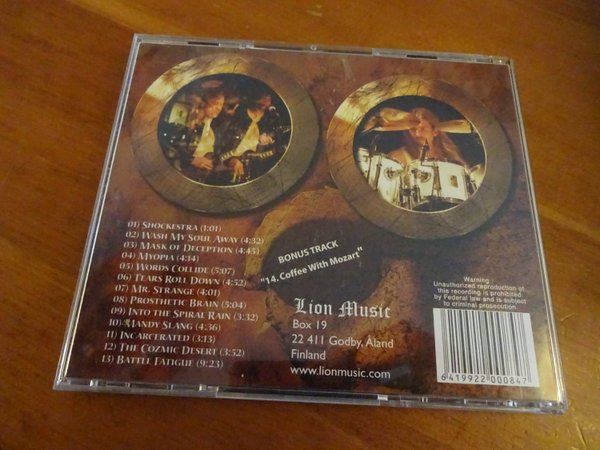 01) Shockestra (1:01)
02) Wash My Soul Away (4:32)
03) Mask of Deception (4:45)
04) Myopia (4:14)
05) Words Collide (5:07)
06) Tears Roll Down (4:52)
07) Mr. Strange (4:01)
08) Prosthetic Brain (5:04)
09) Into the Spiral Rain (3:32)
10) Mandy Slang (4:36)
11) Incarcerated (3:13)
12) The Cozmic Desert (3:52)
13) Battle Fatigue (9:23)
BONUS TRACK
"14. Coffee With Mozart"
Lion Music
Box 19
22 411 Godby, Aland
Finland
www.lionmusic.com
Warning
Unauthorized reproduction of
this recording is prohibited
by Federal law and is subject
to criminal prosecution.
6 419922 000847